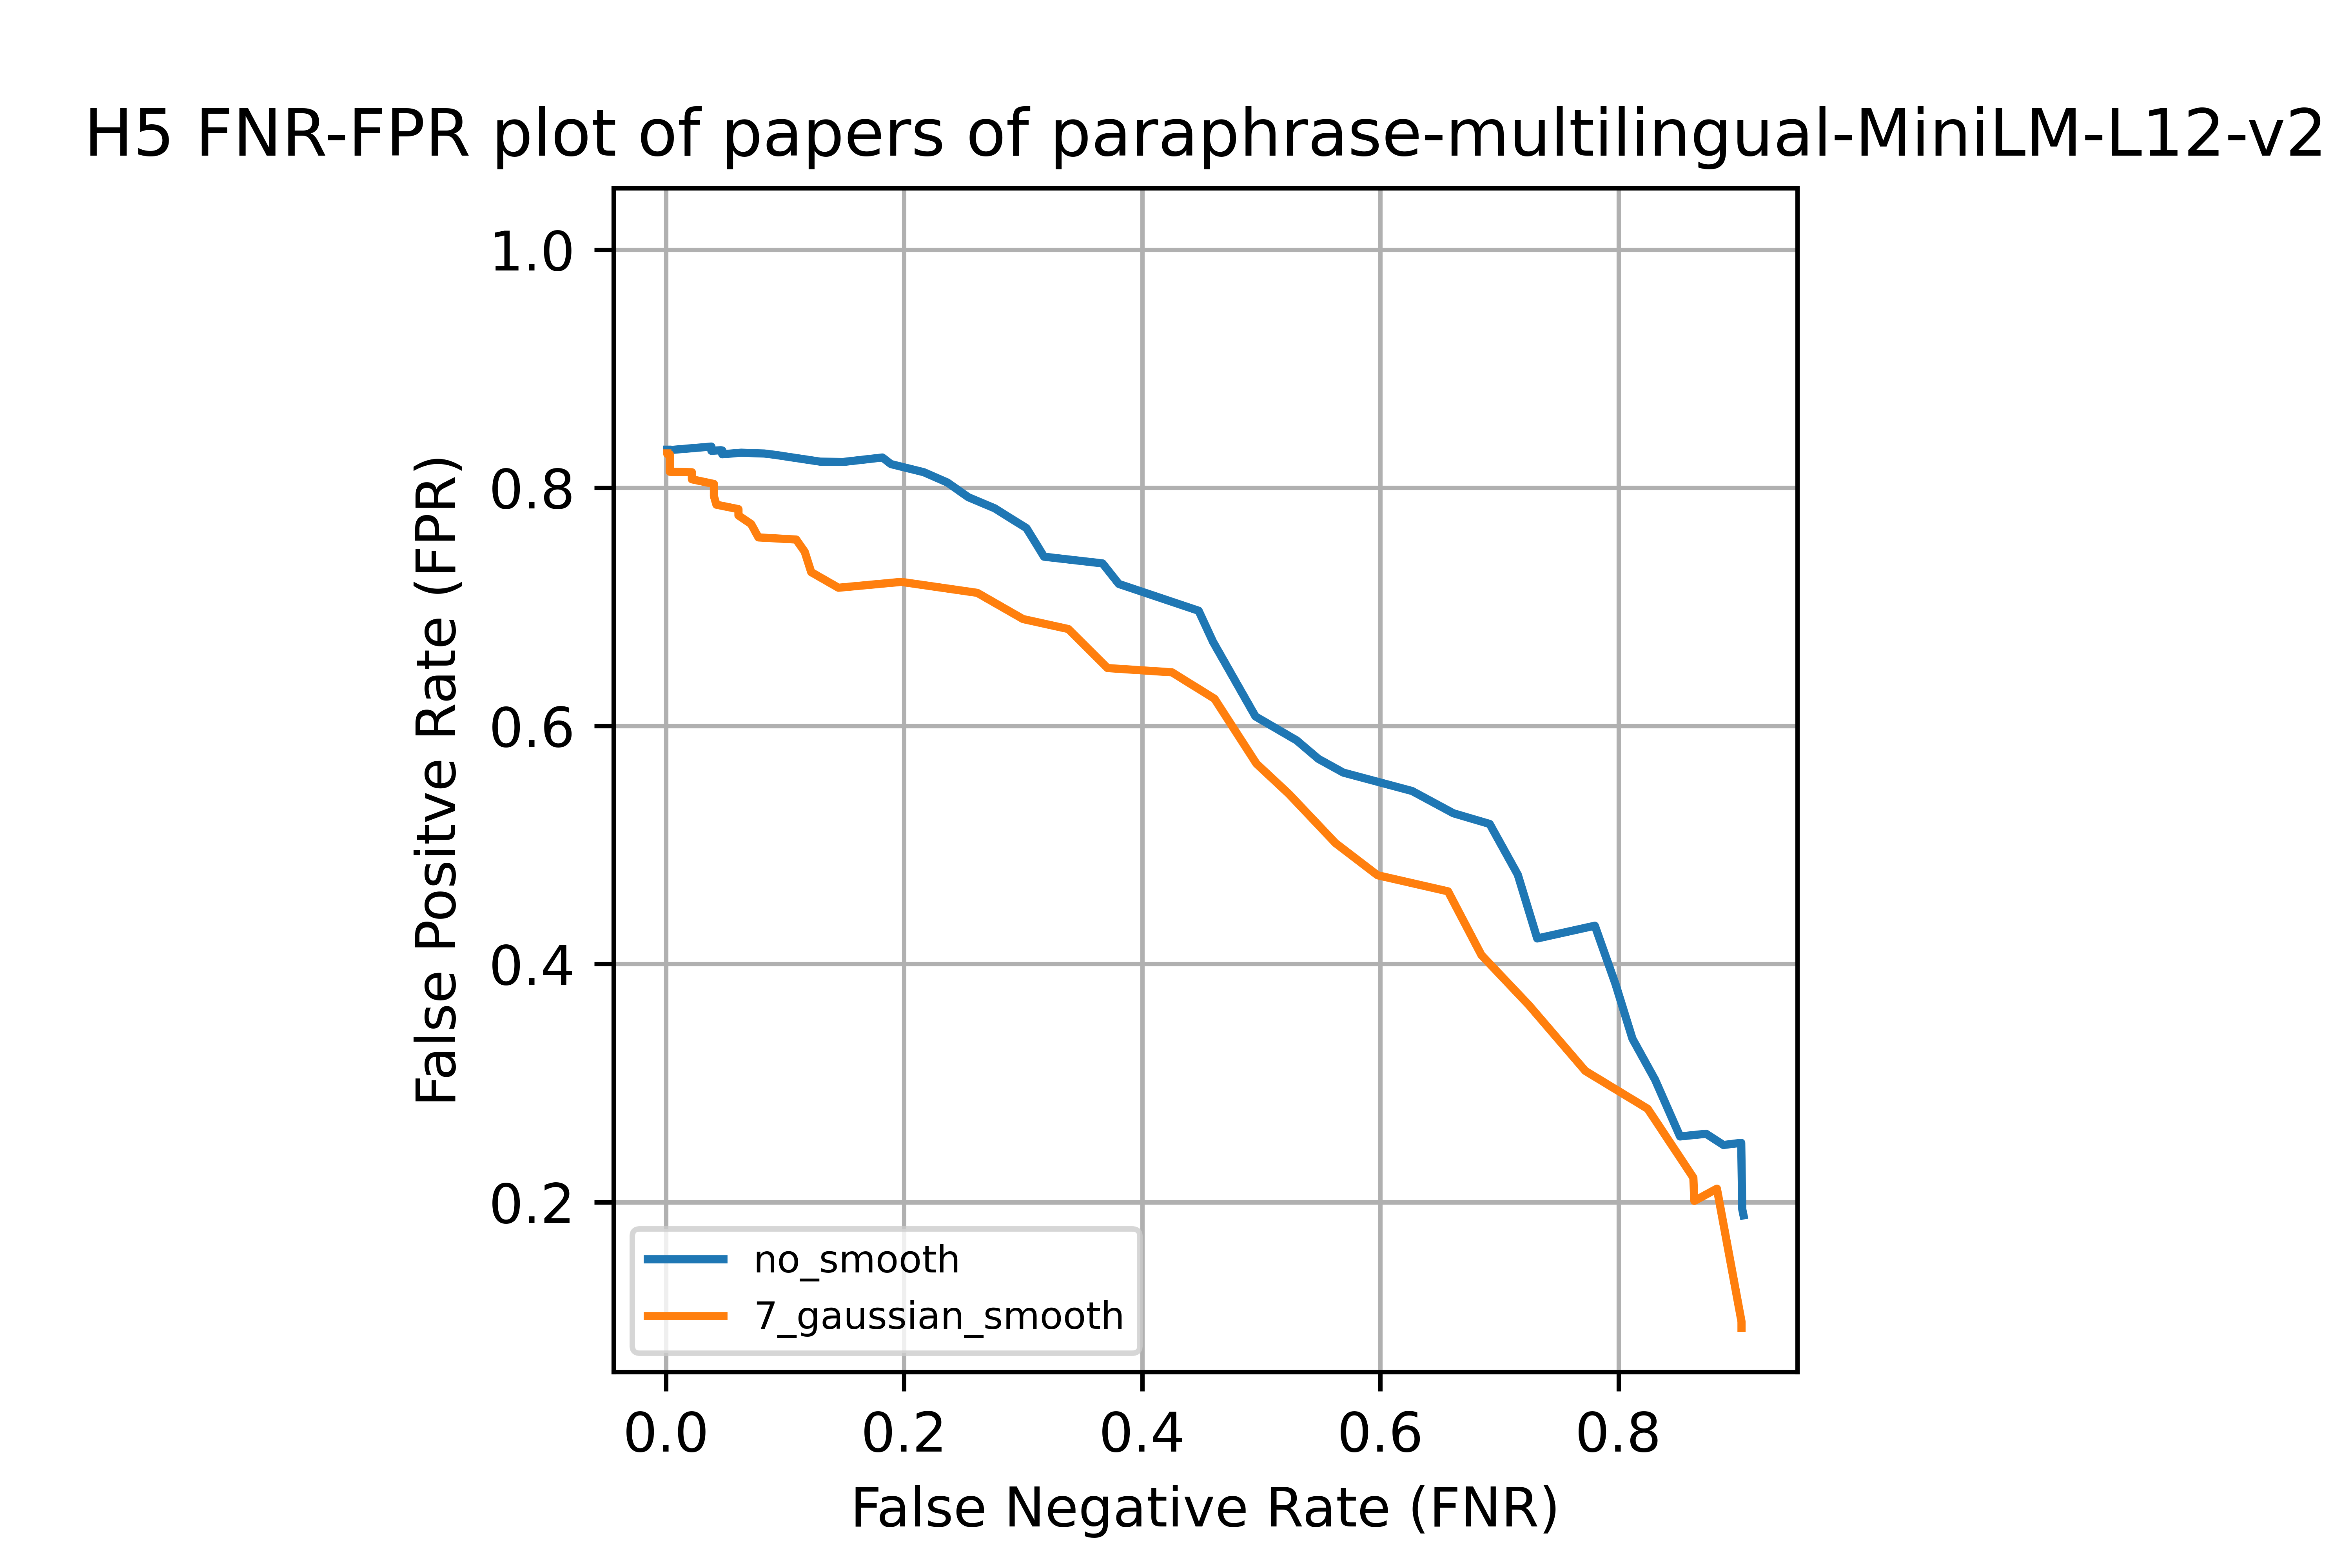 H5 FNR-FPR plot of papers of paraphrase-multilingual-MiniLM-L12-v2
False Positve Rate (FPR)
1.0
0.8
0.6
0.4
0.2
no_smooth
7_gaussian_smooth
0.0 0.2 0.4 0.6 0.8
False Negative Rate (FNR)